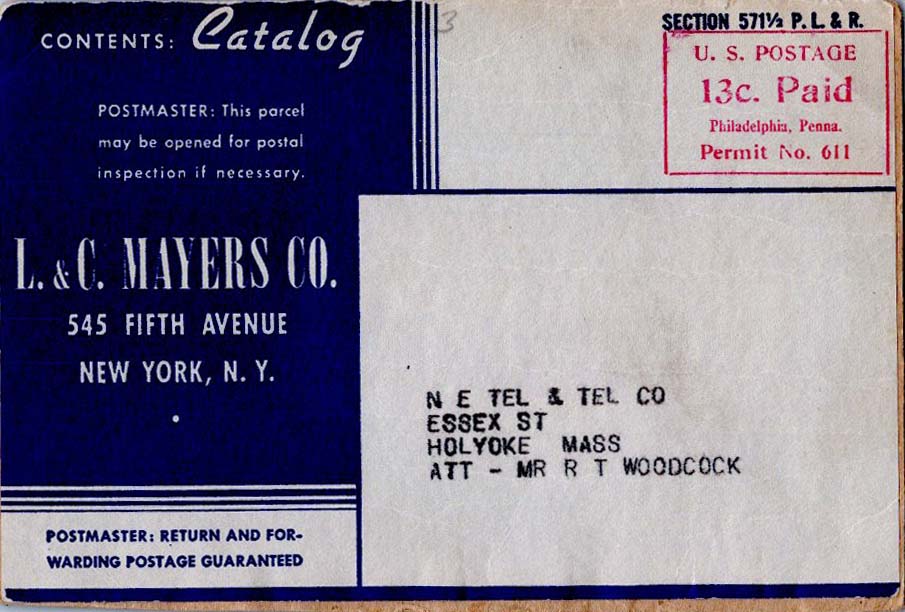 CONTENTS: Catalog
POSTMASTER: This parcel
may be opened for postal
inspection if necessary.
L. & C. MAYERS CO.
545 FIFTH AVENUE
NEW YORK, N. Y.
POSTMASTER: RETURN AND FOR-
WARDING POSTAGE GUARANTEED
3
SECTION 571½ P. L. & R.
U. S. POSTAGE
13c. Paid
Philadelphia, Penna.
Permit No. 611
N E TEL & TEL CO
ESSEX ST
HOLYOKE MASS
ATT - MR R T WOODCOCK